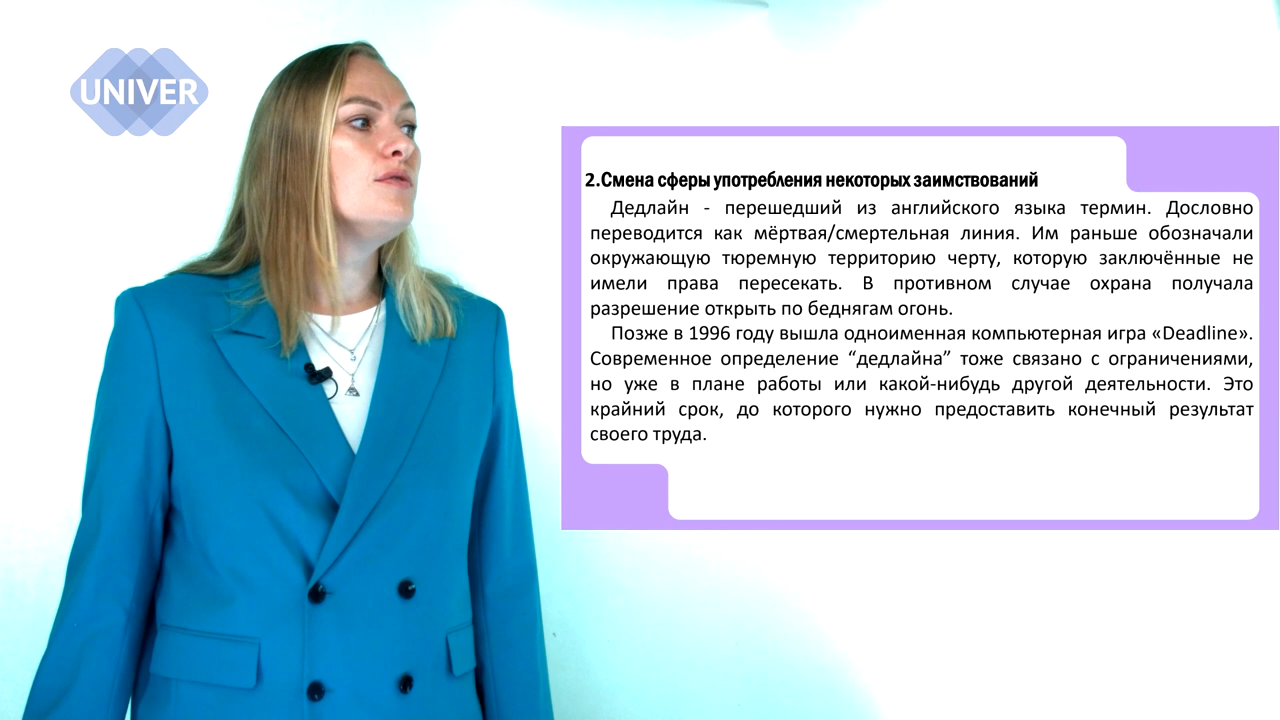 UNIVER
2.Смена сферы употребления некоторых заимствований
Дедлайн - перешедший из английского языка термин. Дословно
переводится как мёртвая/смертельная линия. Им раньше обозначали
окружающую тюремную территорию черту, которую заключённые не
имели права пересекать. В противном случае охрана получала
разрешение открыть по беднягам огонь.
Позже в 1996 году вышла одноименная компьютерная игра «Deadline».
Современное определение “дедлайна” тоже связано с ограничениями,
но уже в плане работы или какой-нибудь другой деятельности. Это
крайний срок, до которого нужно предоставить конечный результат
своего труда.